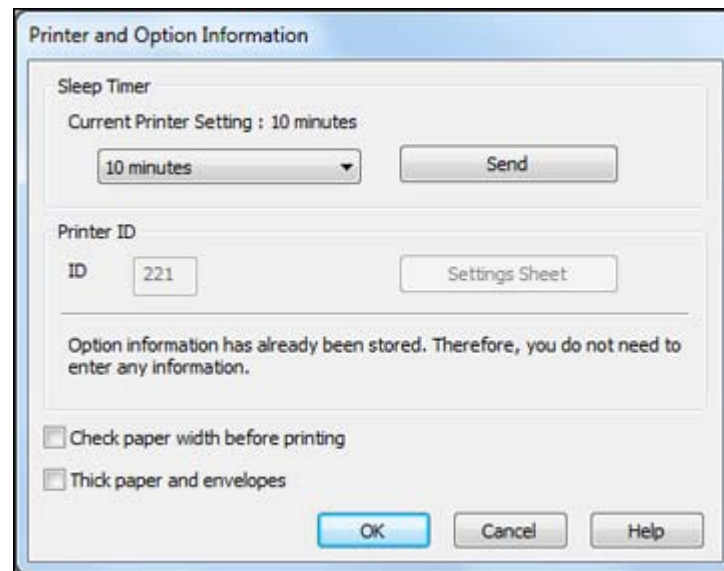 Printer and Option Information
Sleep Timer
Current Printer Setting : 10 minutes
10 minutes
Send
Printer ID
ID
221
Settings Sheet
Option information has already been stored. Therefore, you do not need to
enter any information.
Check paper width before printing
Thick paper and envelopes
OK
Cancel
Help